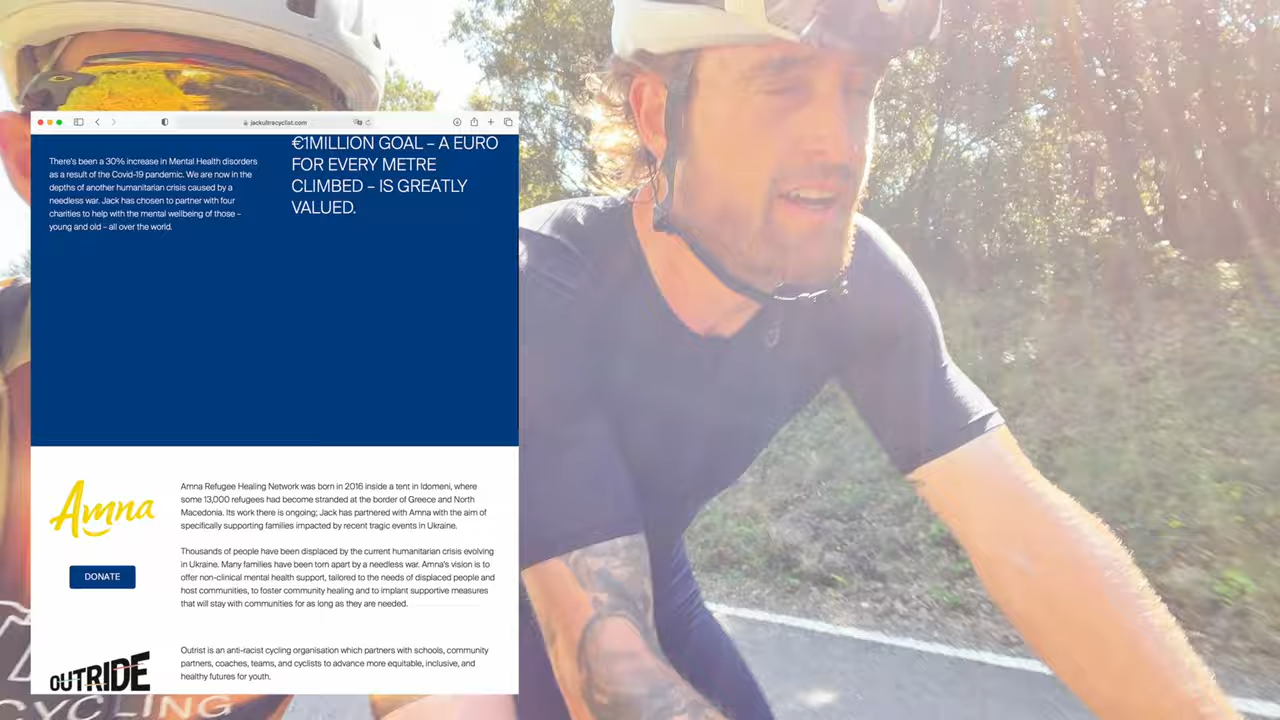 jackultracyclist.com
There's been a 30% increase in Mental Health disorders
as a result of the Covid-19 pandemic. We are now in the
depths of another humanitarian crisis caused by a
needless war. Jack has chosen to partner with four
charities to help with the mental wellbeing of those –
young and old – all over the world.
€1MILLION GOAL – A EURO
FOR EVERY METRE
CLIMBED – IS GREATLY
VALUED.
Amna
DONATE
Amna Refugee Healing Network was born in 2016 inside a tent in Idomeni, where
some 13,000 refugees had become stranded at the border of Greece and North
Macedonia. Its work there is ongoing; Jack has partnered with Amna with the aim of
specifically supporting families impacted by recent tragic events in Ukraine.
Thousands of people have been displaced by the current humanitarian crisis evolving
in Ukraine. Many families have been torn apart by a needless war. Amna's vision is to
offer non-clinical mental health support, tailored to the needs of displaced people and
host communities, to foster community healing and to implant supportive measures
that will stay with communities for as long as they are needed.
OUTRIDE
Outrist is an anti-racist cycling organisation which partners with schools, community
partners, coaches, teams, and cyclists to advance more equitable, inclusive, and
healthy futures for youth.
CYCLING